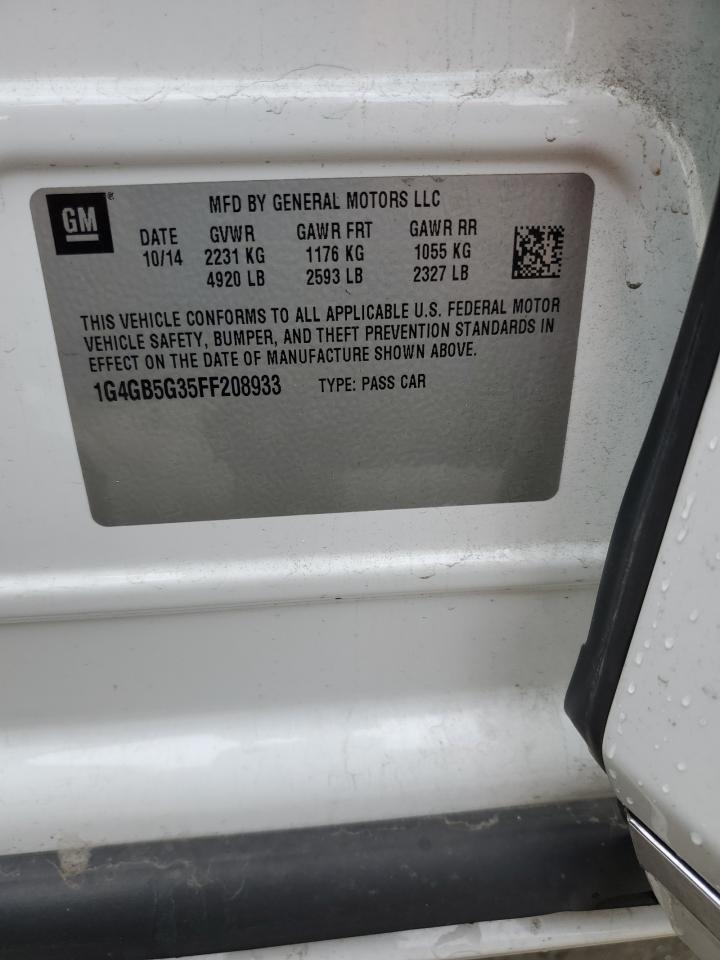 GM®
MFD BY GENERAL MOTORS LLC
DATE GVWR GAWR FRT GAWR RR
10/14 2231 KG 1176 KG 1055 KG
4920 LB 2593 LB 2327 LB
THIS VEHICLE CONFORMS TO ALL APPLICABLE U.S. FEDERAL MOTOR
VEHICLE SAFETY, BUMPER, AND THEFT PREVENTION STANDARDS IN
EFFECT ON THE DATE OF MANUFACTURE SHOWN ABOVE.
1G4GB5G35FF208933 TYPE: PASS CAR